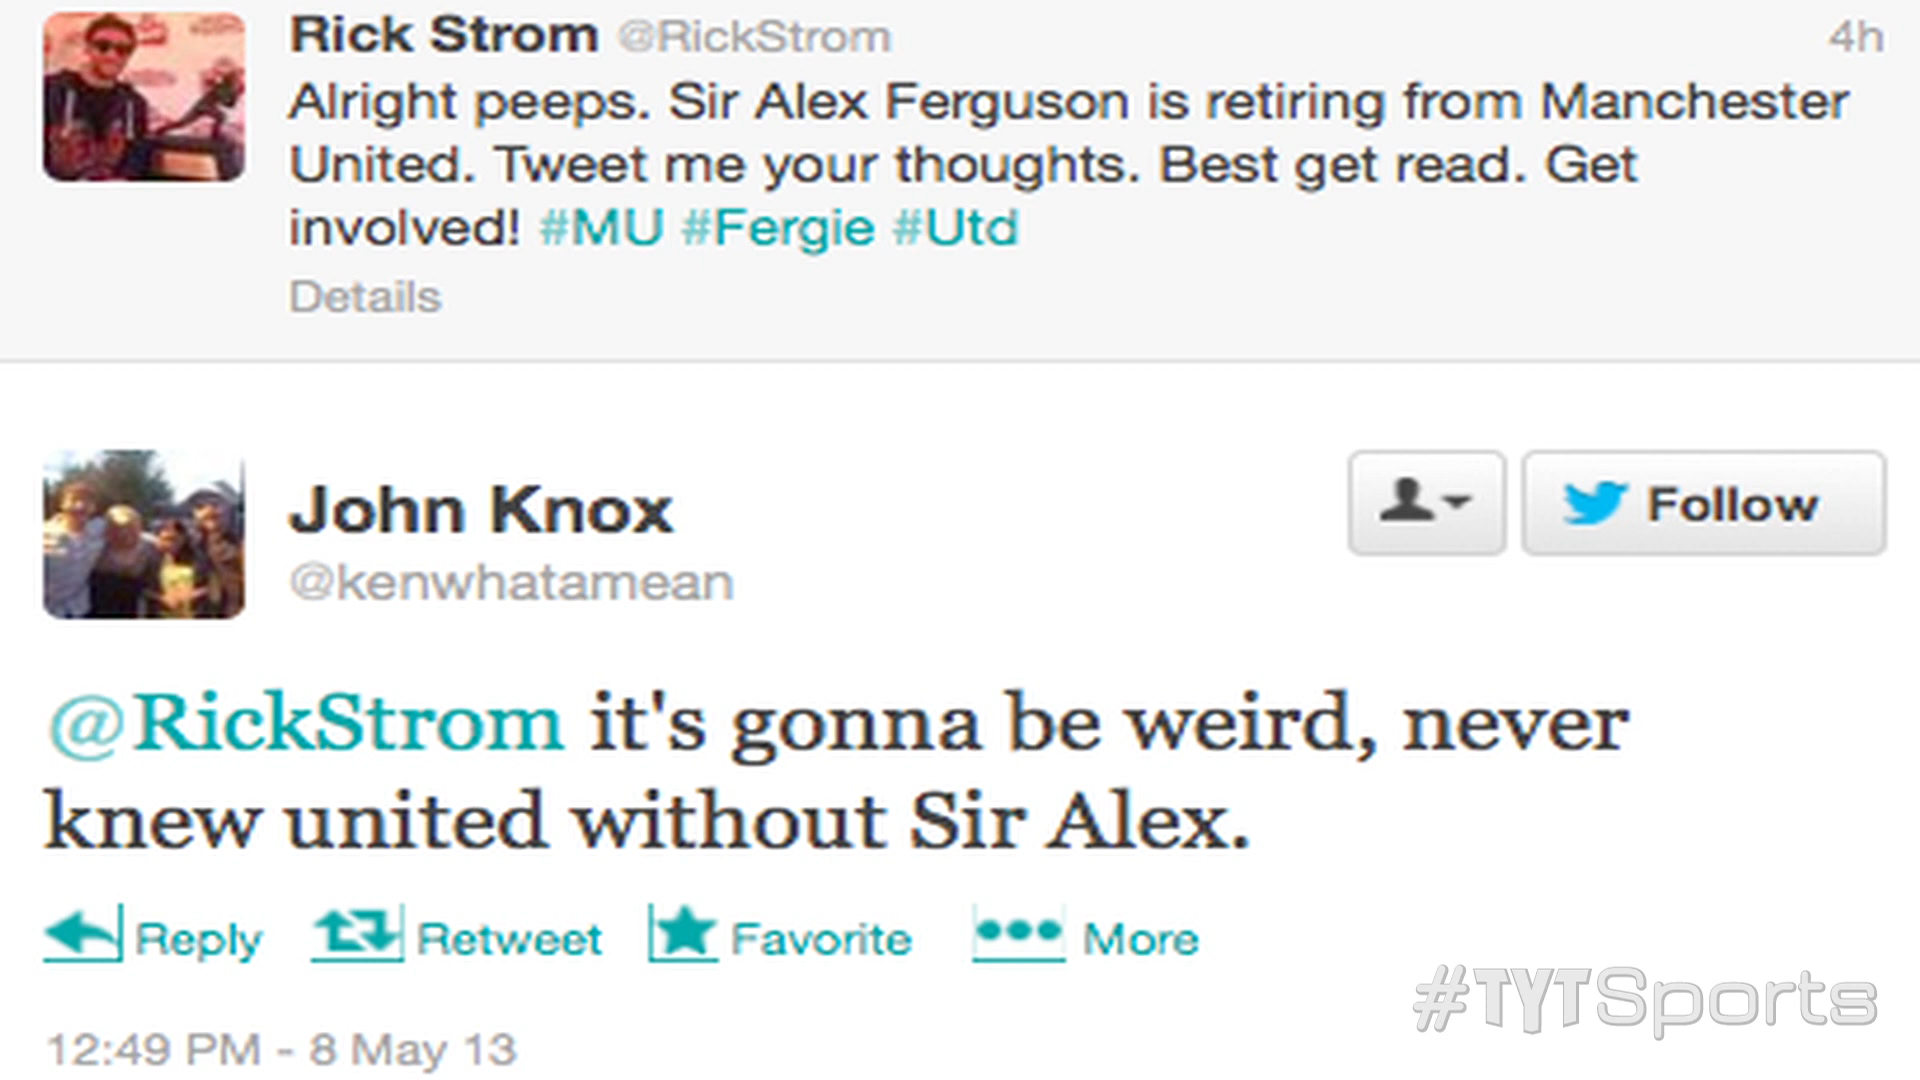 Rick Strom @RickStrom 4h
Alright peeps. Sir Alex Ferguson is retiring from Manchester
United. Tweet me your thoughts. Best get read. Get
involved! #MU #Fergie #Utd
Details
John Knox
Follow
@kenwhatamean
@RickStrom it's gonna be weird, never
knew united without Sir Alex.
Reply Retweet Favorite More
#TYTSports
12:49 PM - 8 May 13